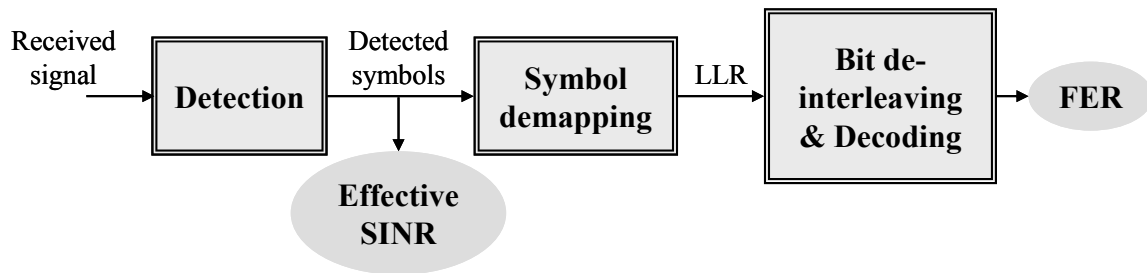 Received
signal
Detection
Detected
symbols
Effective
SINR
Symbol
demapping
LLR
Bit de-
interleaving
& Decoding
FER